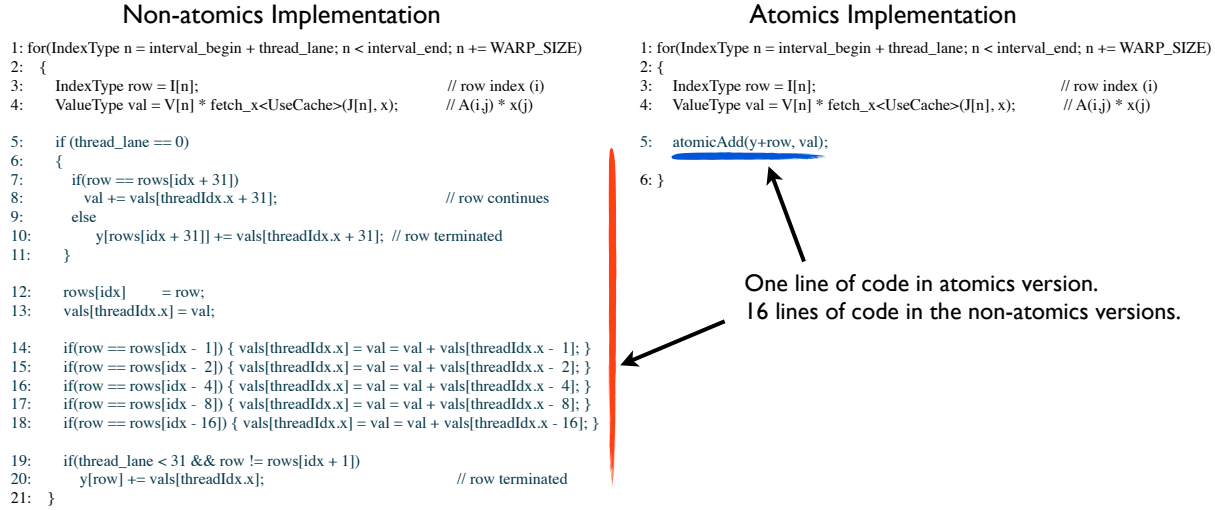 Non-atomics Implementation
1: for(IndexType n = interval_begin + thread_lane; n < interval_end; n += WARP_SIZE)
2: {
3: IndexType row = I[n]; // row index (i)
4: ValueType val = V[n] * fetch_x<UseCache>(J[n], x); // A(i,j) * x(j)
5: if (thread_lane == 0)
6: {
7: if(row == rows[idx + 31])
8: val += vals[threadIdx.x + 31]; // row continues
9: else
10: y[rows[idx + 31]] += vals[threadIdx.x + 31]; // row terminated
11: }
12: rows[idx] = row;
13: vals[threadIdx.x] = val;
14: if(row == rows[idx - 1]) { vals[threadIdx.x] = val = val + vals[threadIdx.x - 1]; }
15: if(row == rows[idx - 2]) { vals[threadIdx.x] = val = val + vals[threadIdx.x - 2]; }
16: if(row == rows[idx - 4]) { vals[threadIdx.x] = val = val + vals[threadIdx.x - 4]; }
17: if(row == rows[idx - 8]) { vals[threadIdx.x] = val = val + vals[threadIdx.x - 8]; }
18: if(row == rows[idx - 16]) { vals[threadIdx.x] = val = val + vals[threadIdx.x - 16]; }
19: if(thread_lane < 31 && row != rows[idx + 1])
20: y[row] += vals[threadIdx.x]; // row terminated
21: }
Atomics Implementation
1: for(IndexType n = interval_begin + thread_lane; n < interval_end; n += WARP_SIZE)
2: {
3: IndexType row = I[n]; // row index (i)
4: ValueType val = V[n] * fetch_x<UseCache>(J[n], x); // A(i,j) * x(j)
5: atomicAdd(y+row, val);
6: }
One line of code in atomics version.
16 lines of code in the non-atomics versions.